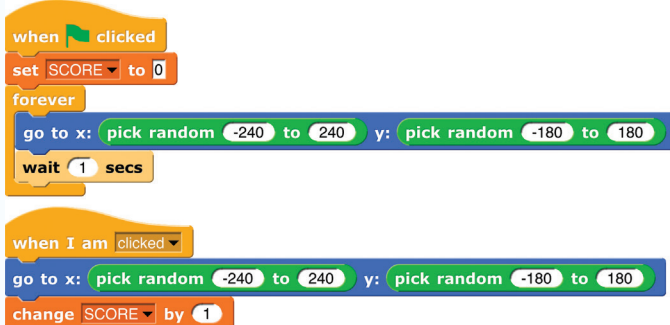 when clicked
set SCORE to 0
forever
go to x: pick random -240 to 240 y: pick random -180 to 180
wait 1 secs
when I am clicked
go to x: pick random -240 to 240 y: pick random -180 to 180
change SCORE by 1